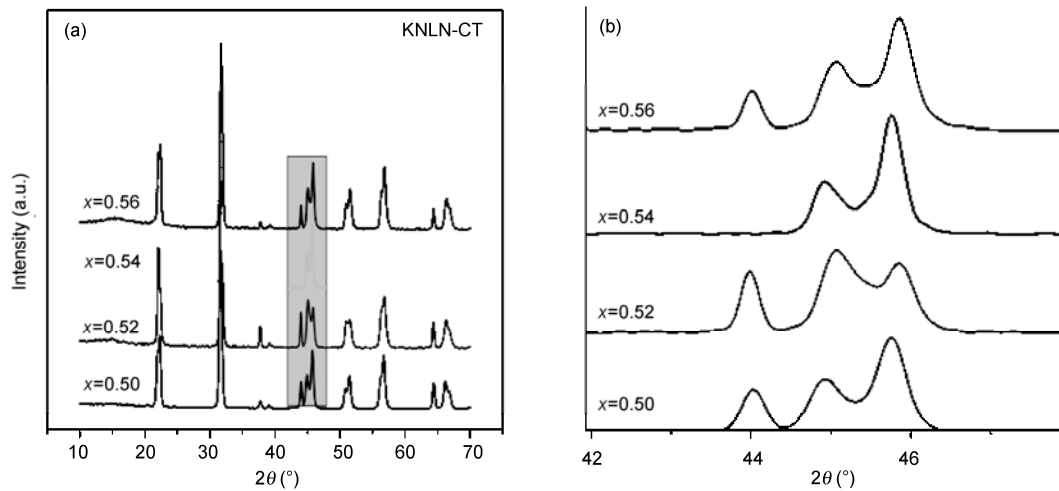 (a)
KNLN-CT
Intensity (a.u.)
x=0.56
x=0.54
x=0.52
x=0.50
10 20 30 40 50 60 70
2θ (°)
(b)
x=0.56
x=0.54
x=0.52
x=0.50
42 44 46
2θ (°)